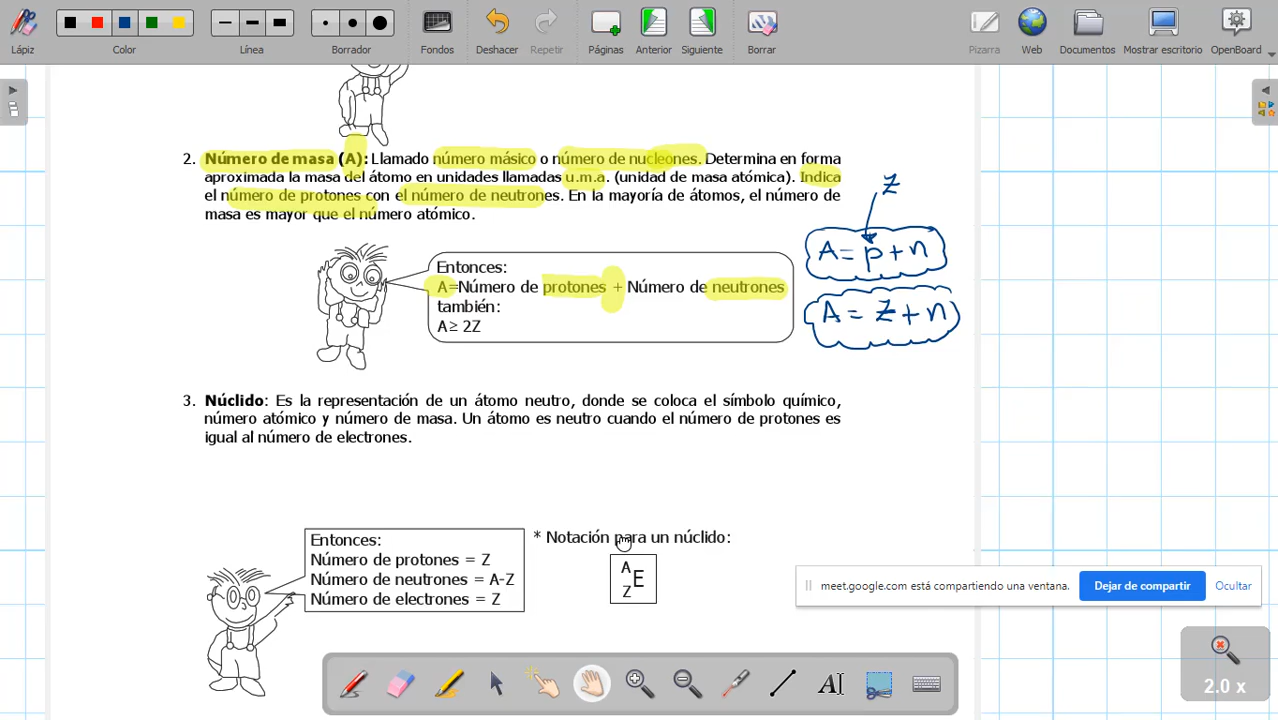 Lápiz
Color
Línea
Borrador
Fondos
Deshacer
Repetir
Páginas
Anterior
Siguiente
Borrar
Pizarra
Web
Documentos
Mostrar escritorio
OpenBoard
2. Número de masa (A): Llamado número másico o número de nucleones. Determina en forma
aproximada la masa del átomo en unidades llamadas u.m.a. (unidad de masa atómica). Indica
el número de protones con el número de neutrones. En la mayoría de átomos, el número de
masa es mayor que el número atómico.
Z
A = p + n
A = Z + n
Entonces:
A=Número de protones + Número de neutrones
también:
A≥ 2Z
3. Núclido: Es la representación de un átomo neutro, donde se coloca el símbolo químico,
número atómico y número de masa. Un átomo es neutro cuando el número de protones es
igual al número de electrones.
Entonces:
Número de protones = Z
Número de neutrones = A-Z
Número de electrones = Z
* Notación para un núclido:
A
E
Z
meet.google.com está compartiendo una ventana.
Dejar de compartir
Ocultar
AI
2.0 x